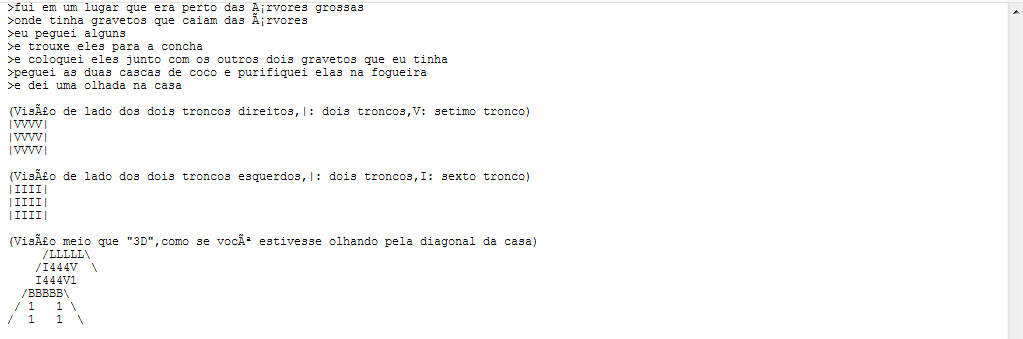 >fui em um lugar que era perto das Ã¡rvores grossas
>onde tinha gravetos que caiam das Ã¡rvores
>eu peguei alguns
>e trouxe eles para a concha
>e coloquei eles junto com os outros dois gravetos que eu tinha
>peguei as duas cascas de coco e purifiquei elas na fogueira
>e dei uma olhada na casa

(VisÃ£o de lado dos dois troncos direitos,|: dois troncos,V: setimo tronco)
|VVVV|
|VVVV|
|VVVV|

(VisÃ£o de lado dos dois troncos esquerdos,|: dois troncos,I: sexto tronco)
|IIII|
|IIII|
|IIII|

(VisÃ£o meio que "3D",como se vocÃª estivesse olhando pela diagonal da casa)
     /LLLLL\
    /I444V  \
    I444V1
  /BBBBB\
 / 1   1 \
/  1   1  \